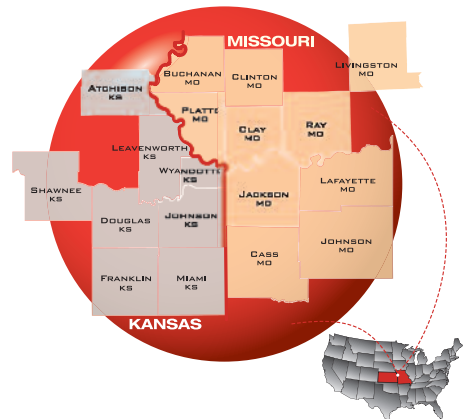 MISSOURI
LIVINGSTON
MO
BUCHANAN
MO
CLINTON
MO
ATCHISON
KS
PLATTE
MO
CLAY
MO
RAY
MO
LEAVENWORTH
KS
WYANDOTTE
KS
SHAWNEE
KS
JACKSON
MO
LAFAYETTE
MO
DOUGLAS
KS
JOHNSON
KS
CASS
MO
JOHNSON
MO
FRANKLIN
KS
MIAMI
KS
KANSAS